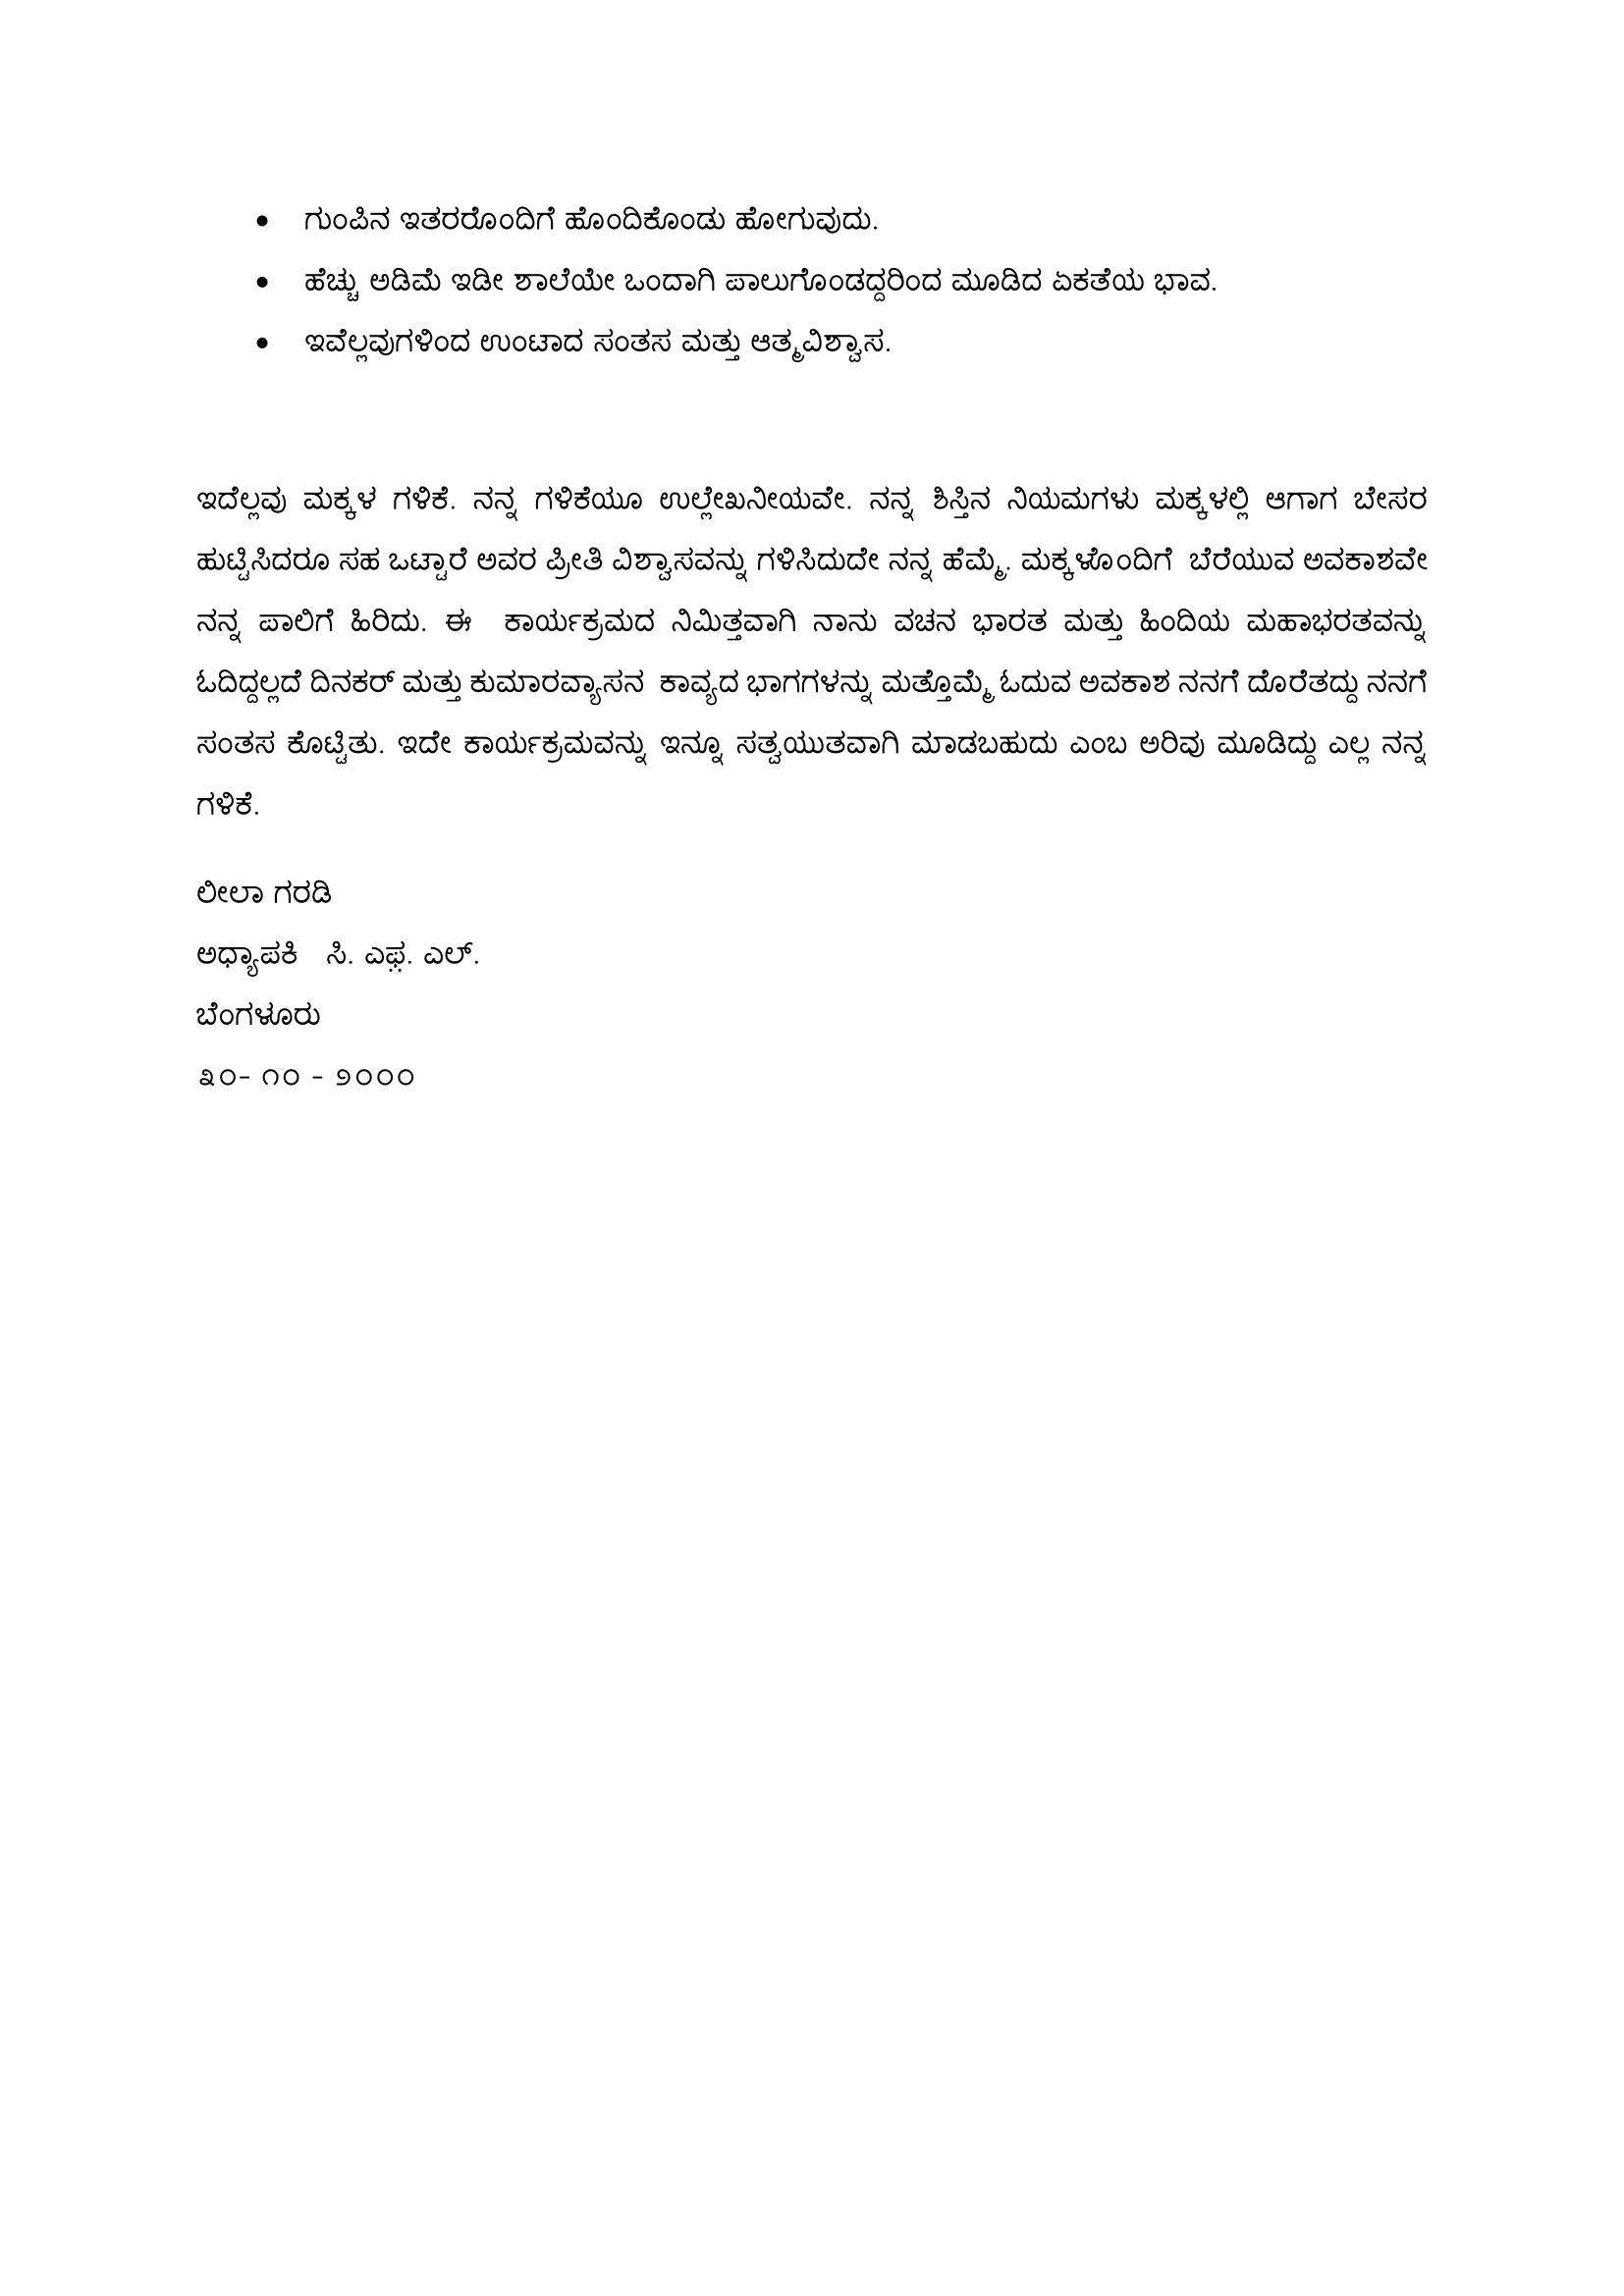 • ಗುಂಪಿನ ಇತರರೊಂದಿಗೆ ಹೊಂದಿಕೊಂಡು ಹೋಗುವುದು.
• ಹೆಚ್ಚು ಅಡಿಮೆ ಇಡೀ ಶಾಲೆಯೇ ಒಂದಾಗಿ ಪಾಲುಗೊಂಡದ್ದರಿಂದ ಮೂಡಿದ ಏಕತೆಯ ಭಾವ.
• ಇವೆಲ್ಲವುಗಳಿಂದ ಉಂಟಾದ ಸಂತಸ ಮತ್ತು ಆತ್ಮವಿಶ್ವಾಸ.
ಇದೆಲ್ಲವು ಮಕ್ಕಳ ಗಳಿಕೆ. ನನ್ನ ಗಳಿಕೆಯೂ ಉಲ್ಲೇಖನೀಯವೇ. ನನ್ನ ಶಿಸ್ತಿನ ನಿಯಮಗಳು ಮಕ್ಕಳಲ್ಲಿ ಆಗಾಗ ಬೇಸರ
ಹುಟ್ಟಿಸಿದರೂ ಸಹ ಒಟ್ಟಾರೆ ಅವರ ಪ್ರೀತಿ ವಿಶ್ವಾಸವನ್ನು ಗಳಿಸಿದುದೇ ನನ್ನ ಹೆಮ್ಮೆ. ಮಕ್ಕಳೊಂದಿಗೆ ಬೆರೆಯುವ ಅವಕಾಶವೇ
ನನ್ನ ಪಾಲಿಗೆ ಹಿರಿದು. ಈ ಕಾರ್ಯಕ್ರಮದ ನಿಮಿತ್ತವಾಗಿ ನಾನು ವಚನ ಭಾರತ ಮತ್ತು ಹಿಂದಿಯ ಮಹಾಭರತವನ್ನು
ಓದಿದ್ದಲ್ಲದೆ ದಿನಕರ್ ಮತ್ತು ಕುಮಾರವ್ಯಾಸನ ಕಾವ್ಯದ ಭಾಗಗಳನ್ನು ಮತ್ತೊಮ್ಮೆ ಓದುವ ಅವಕಾಶ ನನಗೆ ದೊರೆತದ್ದು ನನಗೆ
ಸಂತಸ ಕೊಟ್ಟಿತು. ಇದೇ ಕಾರ್ಯಕ್ರಮವನ್ನು ಇನ್ನೂ ಸತ್ವಯುತವಾಗಿ ಮಾಡಬಹುದು ಎಂಬ ಅರಿವು ಮೂಡಿದ್ದು ಎಲ್ಲ ನನ್ನ
ಗಳಿಕೆ.
ಲೀಲಾ ಗರಡಿ
ಅಧ್ಯಾಪಕಿ ಸಿ. ಎಫ಼. ಎಲ್.
ಬೆಂಗಳೂರು
೩೦- ೧೦ - ೨೦೦೦